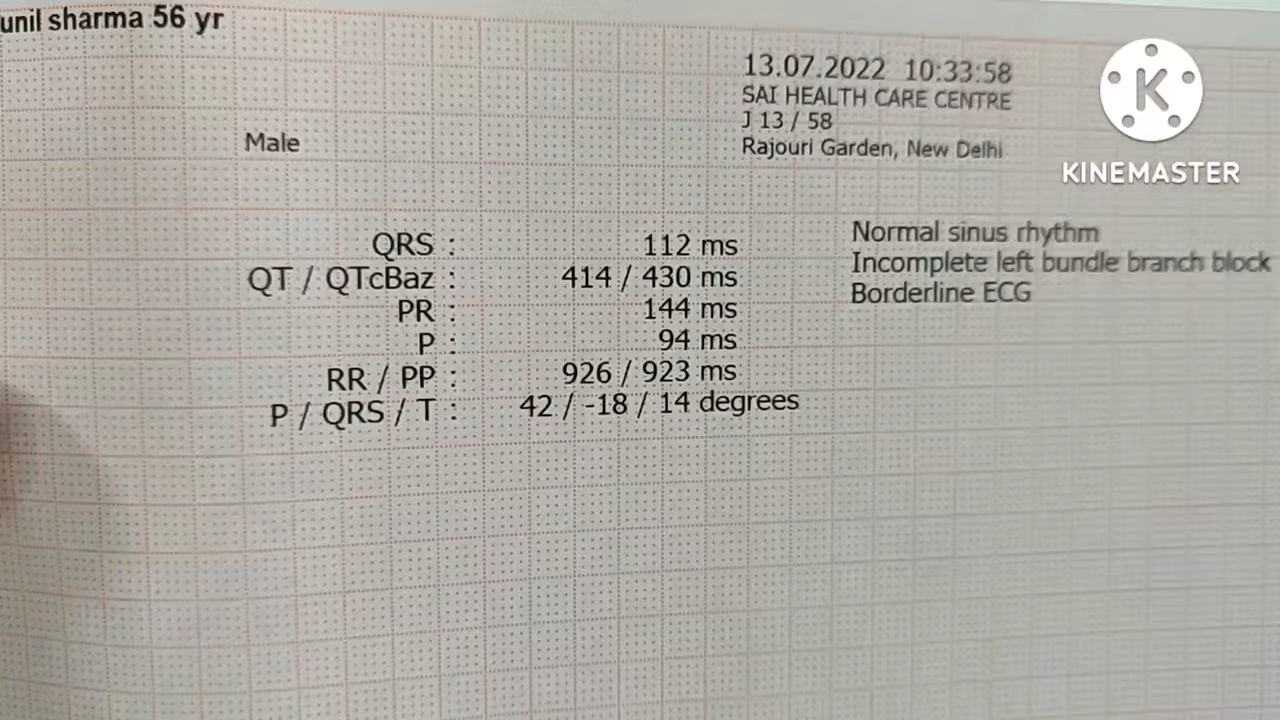 unil sharma 56 yr
13.07.2022 10:33:58
SAI HEALTH CARE CENTRE
J 13 / 58
Rajouri Garden, New Delhi
Male
K
KINEMASTER
QRS : 112 ms
QT / QTcBaz : 414 / 430 ms
PR : 144 ms
P : 94 ms
RR / PP : 926 / 923 ms
P / QRS / T : 42 / -18 / 14 degrees
Normal sinus rhythm
Incomplete left bundle branch block
Borderline ECG